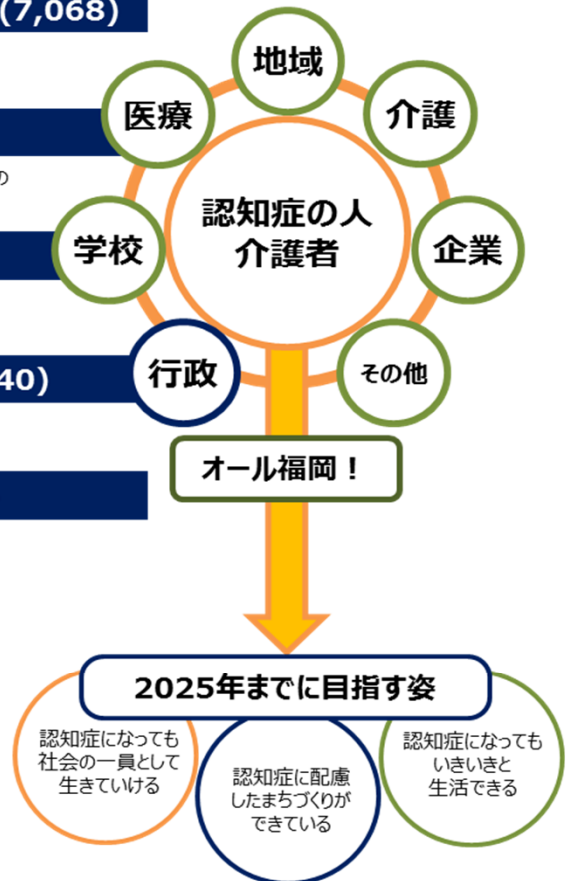 (7,068)
地域
医療
介護
の
認知症の人
介護者
学校
企業
行政
その他
40)
オール福岡！
2025年までに目指す姿
認知症になっても
社会の一員として
生きていける
認知症に配慮
したまちづくりが
できている
認知症になっても
いきいきと
生活できる